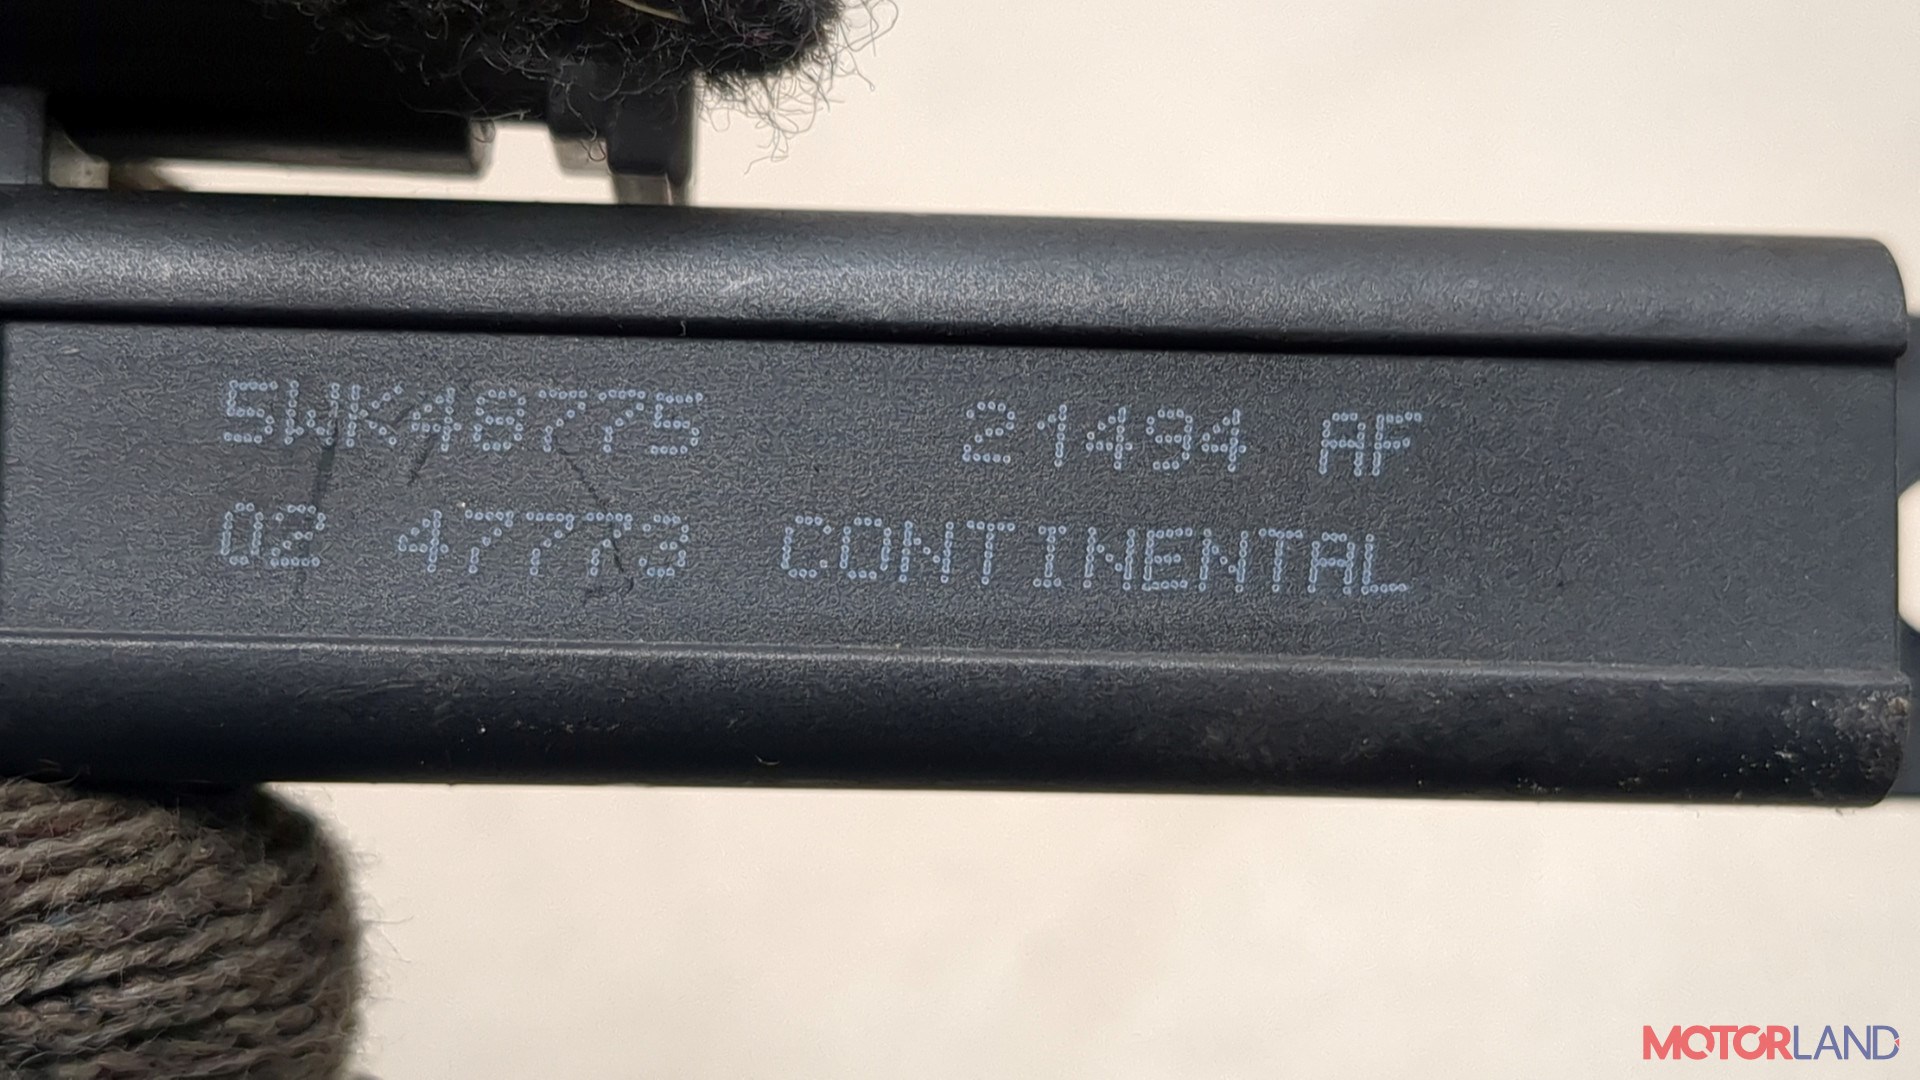 5WK48775 21494 AF
02 47773 CONTINENTAL
MOTORLAND